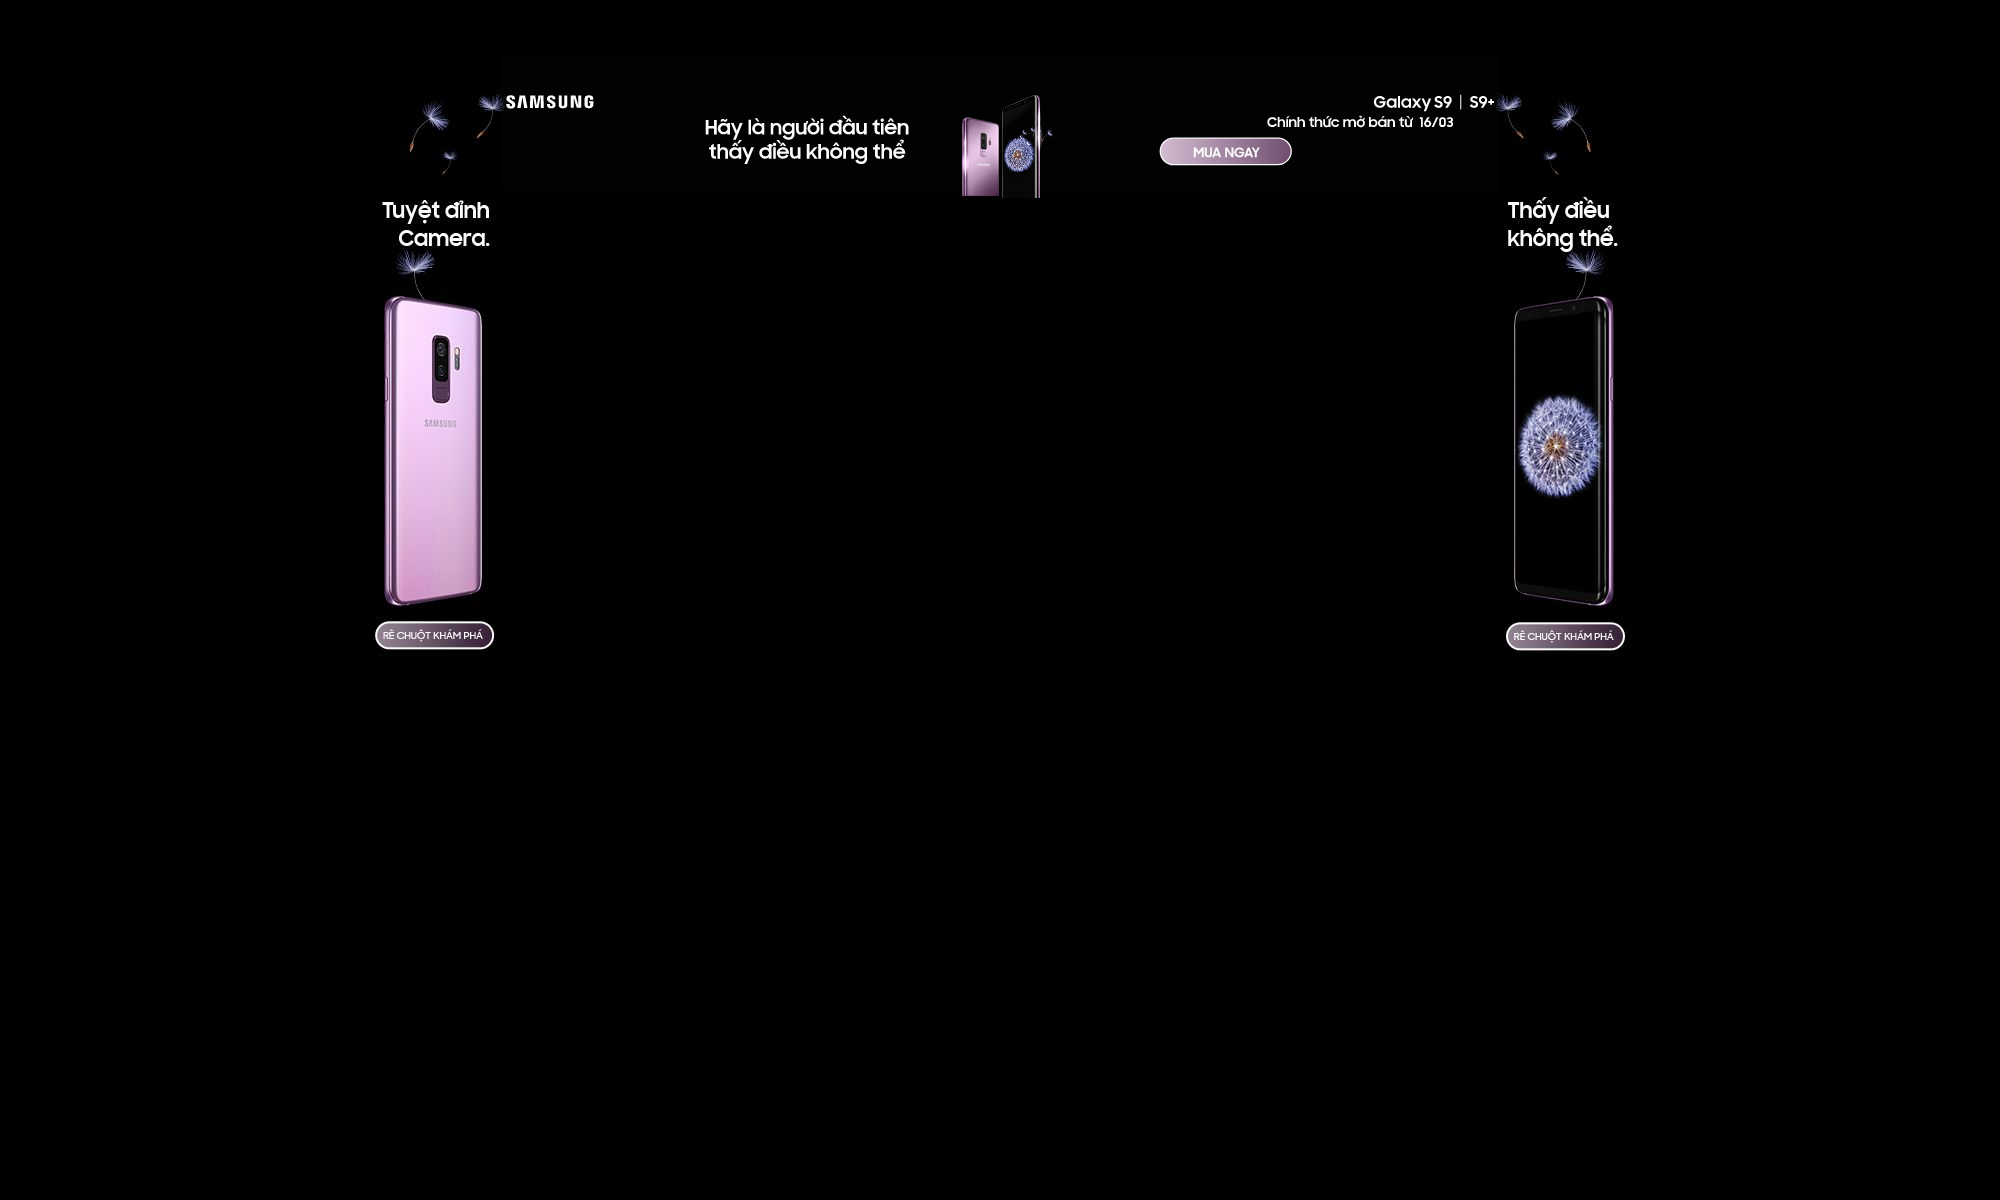 SAMSUNG
Hãy là người đầu tiên
thấy điều không thể
Galaxy S9 | S9+
Chính thức mở bán từ 16/03
MUA NGAY
Tuyệt đỉnh
Camera.
SAMSUNG
RÊ CHUỘT KHÁM PHÁ
Thấy điều
không thể.
RÊ CHUỘT KHÁM PHÁ